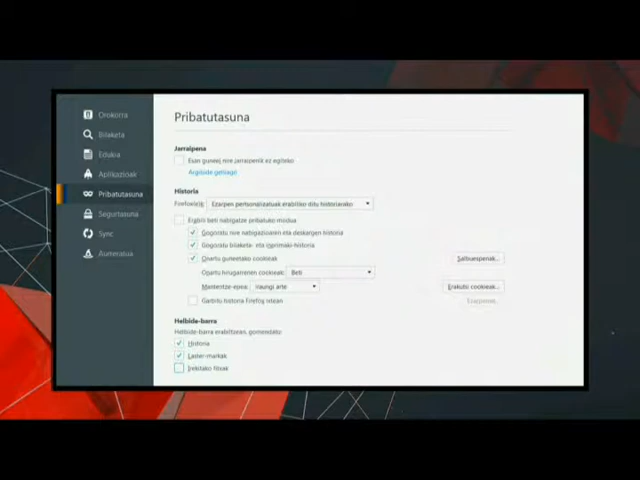 Orokorra
Bilaketa
Edukia
Aplikazioak
Pribatutasuna
Segurtasuna
Sync
Aurreratua
Pribatutasuna
Jarraipena
Esan guneei nire jarraipenik ez egiteko
Argibide gehiago
Historia
Firefoxek: Ezarpen pertsonalizatuak erabiliko ditu historiarako
Erabili beti nabigatze pribatuko modua
Gogoratu nire nabigazioaren eta deskargen historia
Gogoratu bilaketa- eta inprimaki-historia
Onartu guneetako cookieak
Salbuespenak...
Onartu hirugarrenen cookieak: Beti
Mantentze-epea: Iraungi arte
Erakutsi cookieak...
Garbitu historia Firefox ixtean
Ezarpenak...
Helbide-barra
Helbide-barra erabiltzean, gomendatu
Historia
Laster-markak
Irekitako fitxak